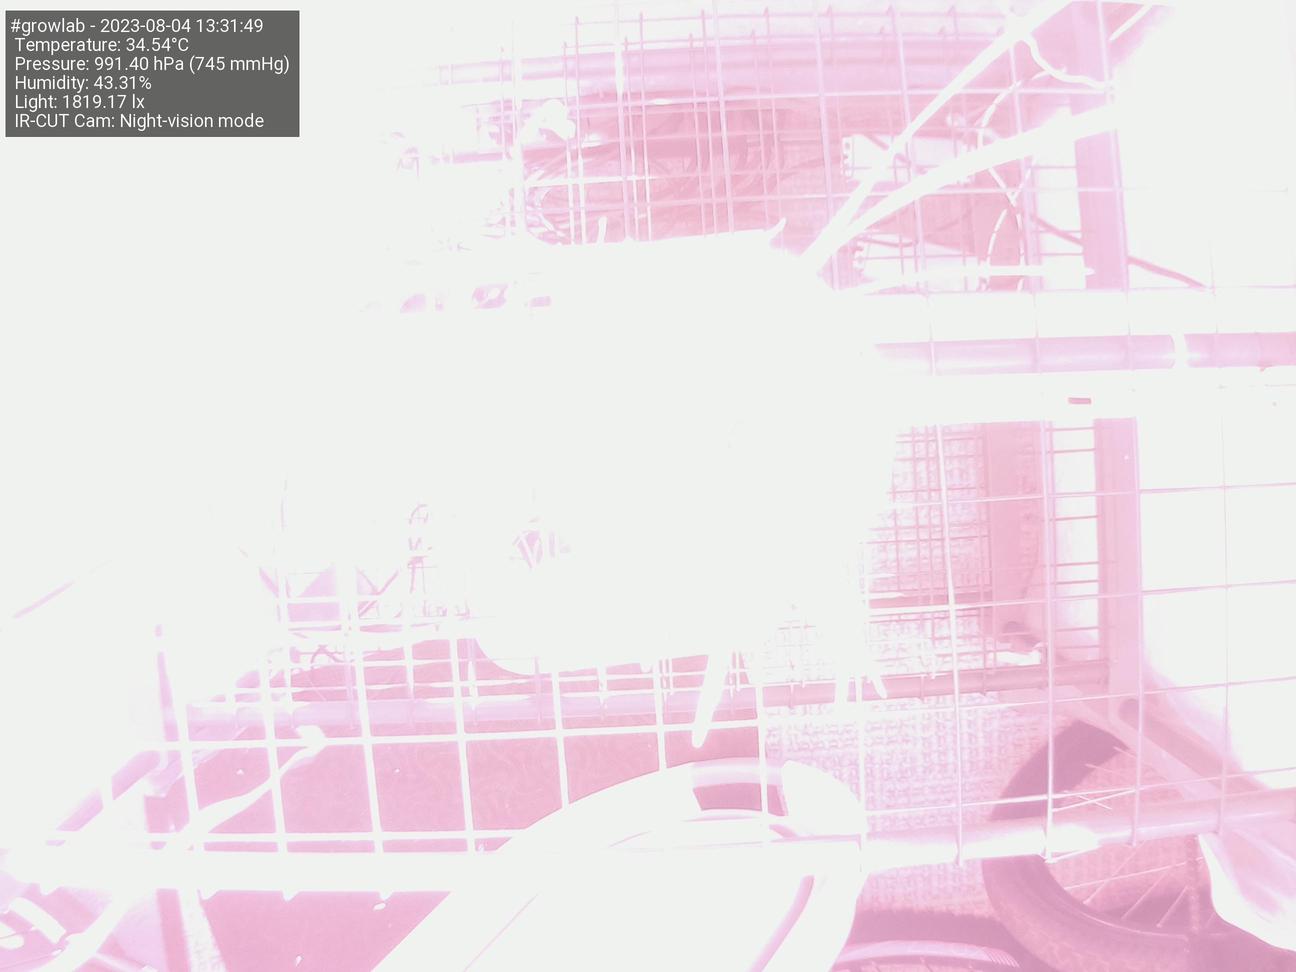 #growlab - 2023-08-04 13:31:49
Temperature: 34.54°C
Pressure: 991.40 hPa (745 mmHg)
Humidity: 43.31%
Light: 1819.17 lx
IR-CUT Cam: Night-vision mode